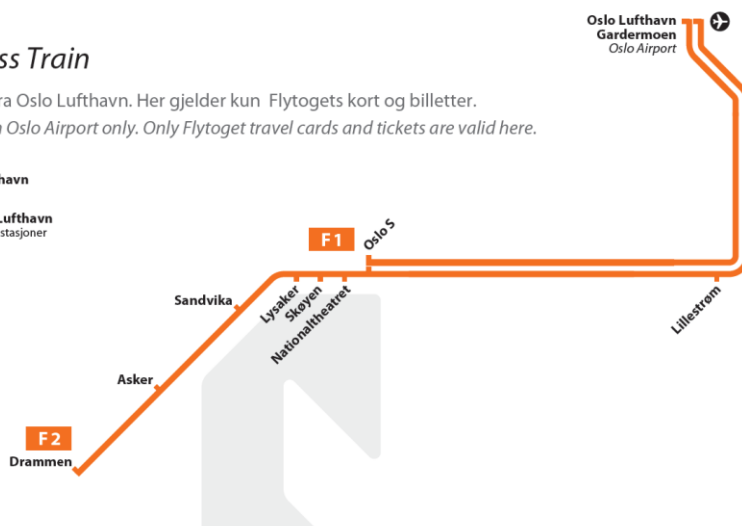 Oslo Lufthavn
Gardermoen
Oslo Airport
ss Train
ra Oslo Lufthavn. Her gjelder kun Flytogets kort og billetter.
n Oslo Airport only. Only Flytoget travel cards and tickets are valid here.
havn
Lufthavn
stasjoner
F1
Oslo S
Sandvika
Lysaker
Skøyen
Nationaltheatret
Lillestrøm
Asker
F2
Drammen